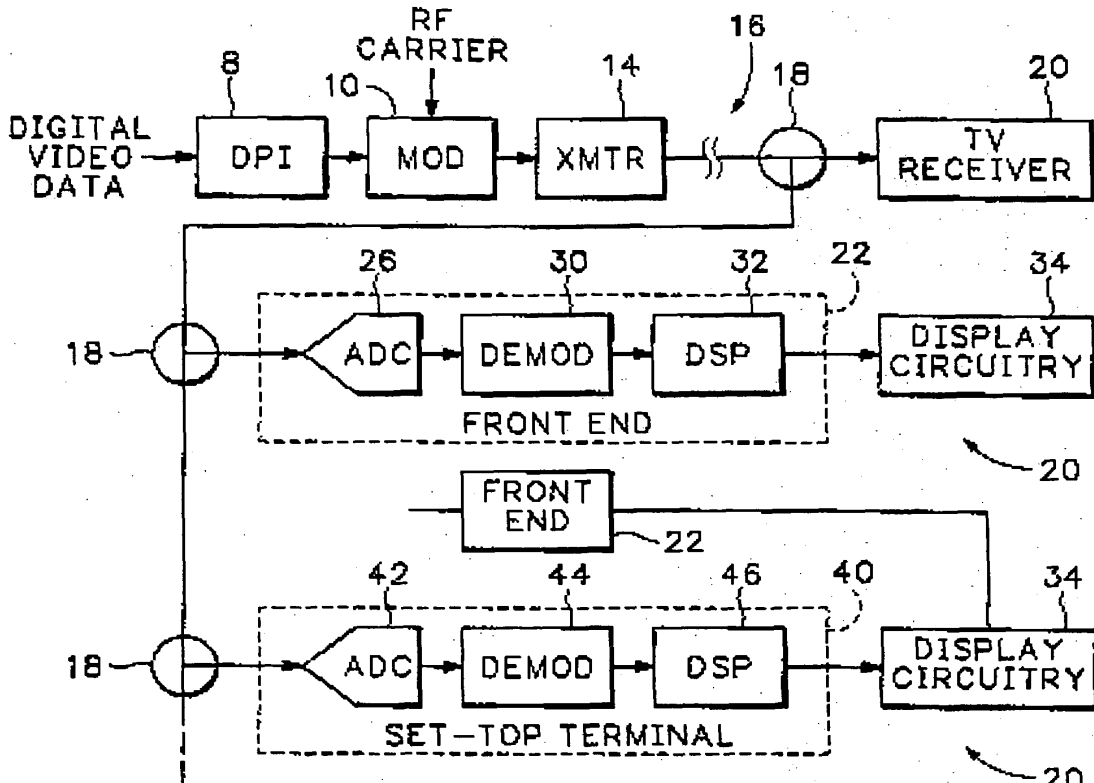 RF
CARRIER
16
8
10
14
18
20
DIGITAL
VIDEO
DATA
DPI
MOD
XMTR
TV
RECEIVER
26
30
32
22
34
18
ADC
DEMOD
DSP
DISPLAY
CIRCUITRY
FRONT END
20
FRONT
END
22
42
44
46
40
34
18
ADC
DEMOD
DSP
DISPLAY
CIRCUITRY
SET-TOP TERMINAL
20